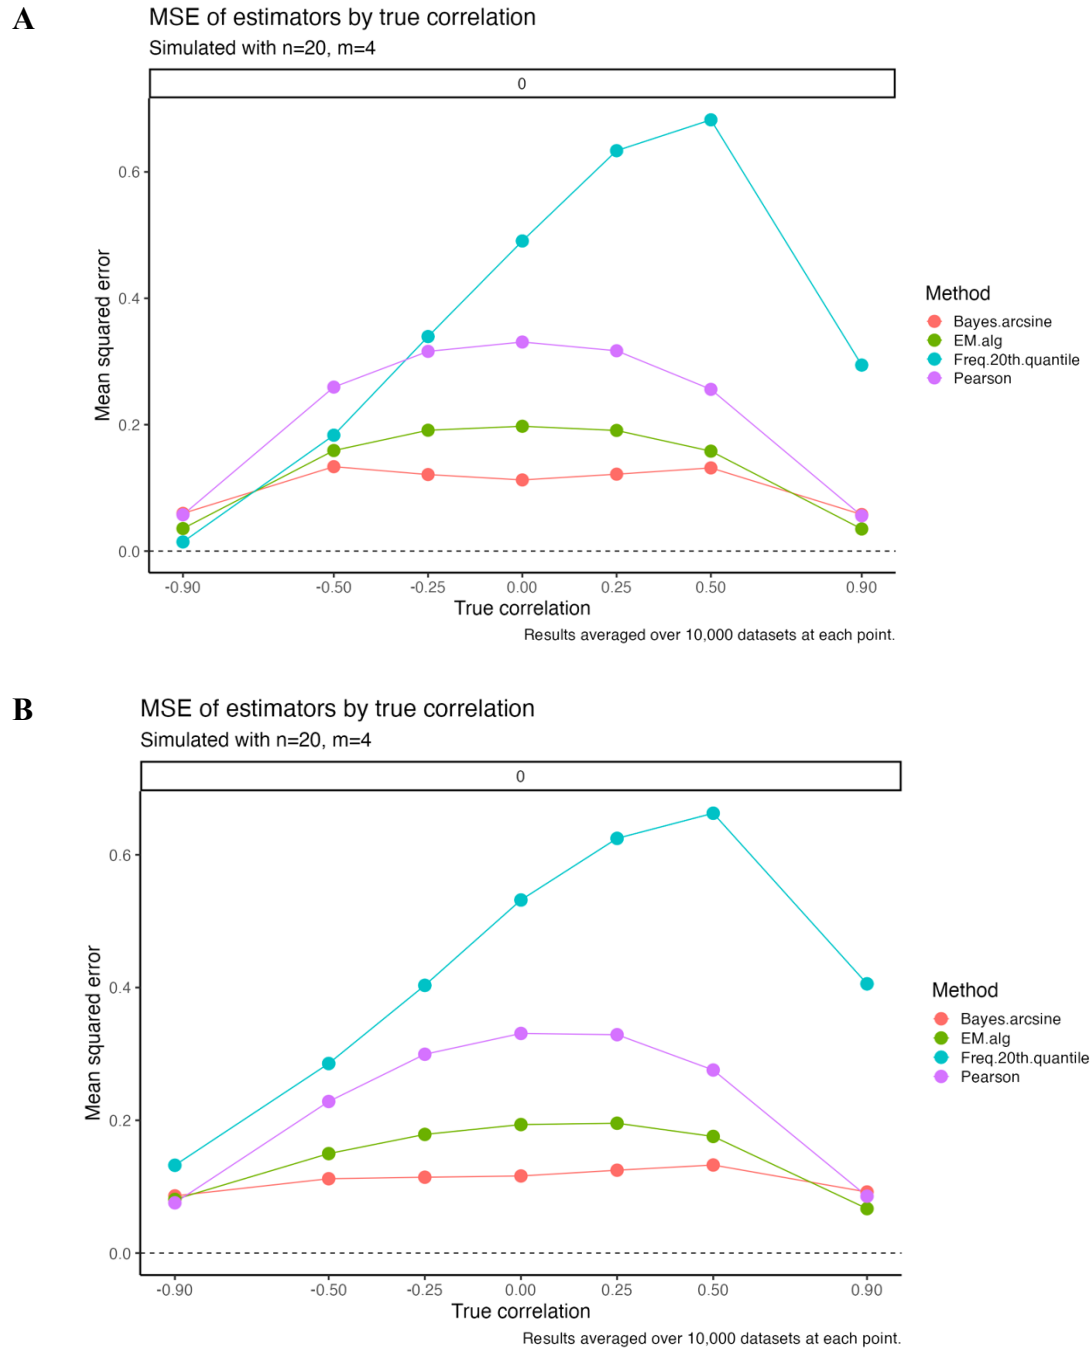 A
MSE of estimators by true correlation
Simulated with n=20, m=4
0
0.6
0.4
0.2
0.0
Mean squared error
-0.90 -0.50 -0.25 0.00 0.25 0.50 0.90
True correlation
Results averaged over 10,000 datasets at each point.
Method
Bayes.arcsine
EM.alg
Freq.20th.quantile
Pearson
B
MSE of estimators by true correlation
Simulated with n=20, m=4
0
0.6
0.4
0.2
0.0
Mean squared error
-0.90 -0.50 -0.25 0.00 0.25 0.50 0.90
True correlation
Results averaged over 10,000 datasets at each point.
Method
Bayes.arcsine
EM.alg
Freq.20th.quantile
Pearson